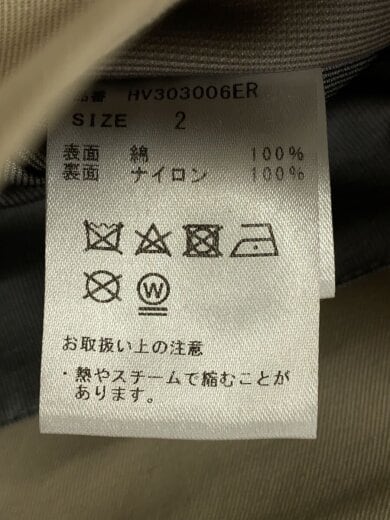 品番 HV303006ER
SIZE 2
表面 綿 100%
裏面 ナイロン 100%
W
お取扱い上の注意
・熱やスチームで縮むことが
あります。